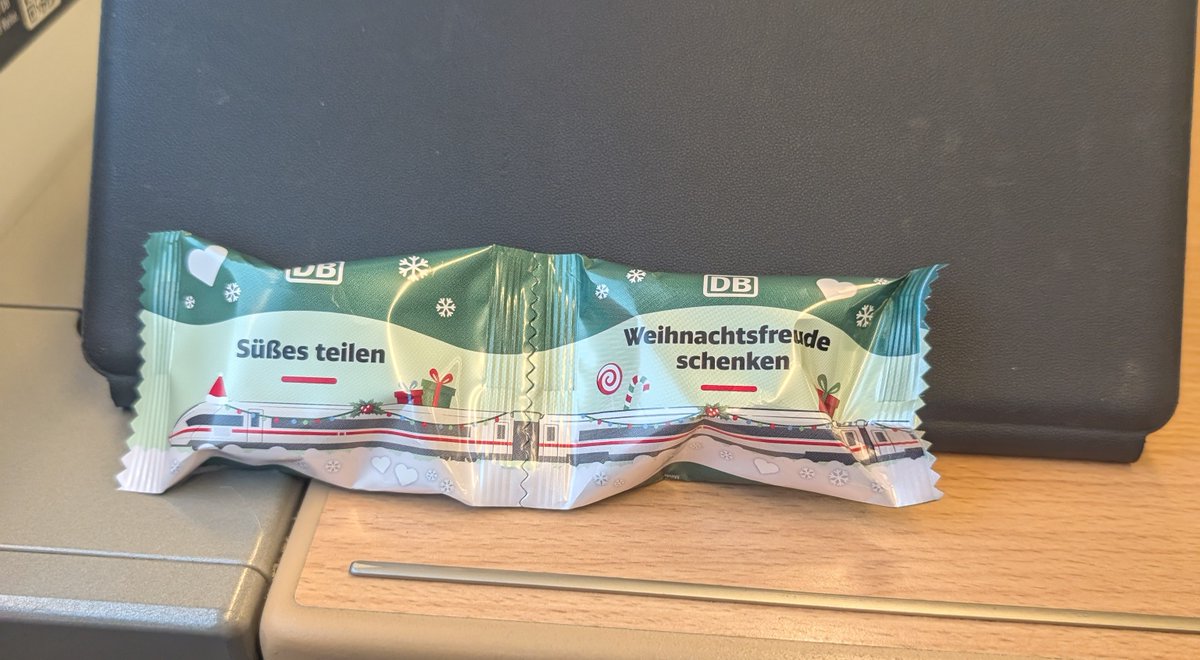 DB
Süßes teilen
DB
Weihnachtsfreude
schenken